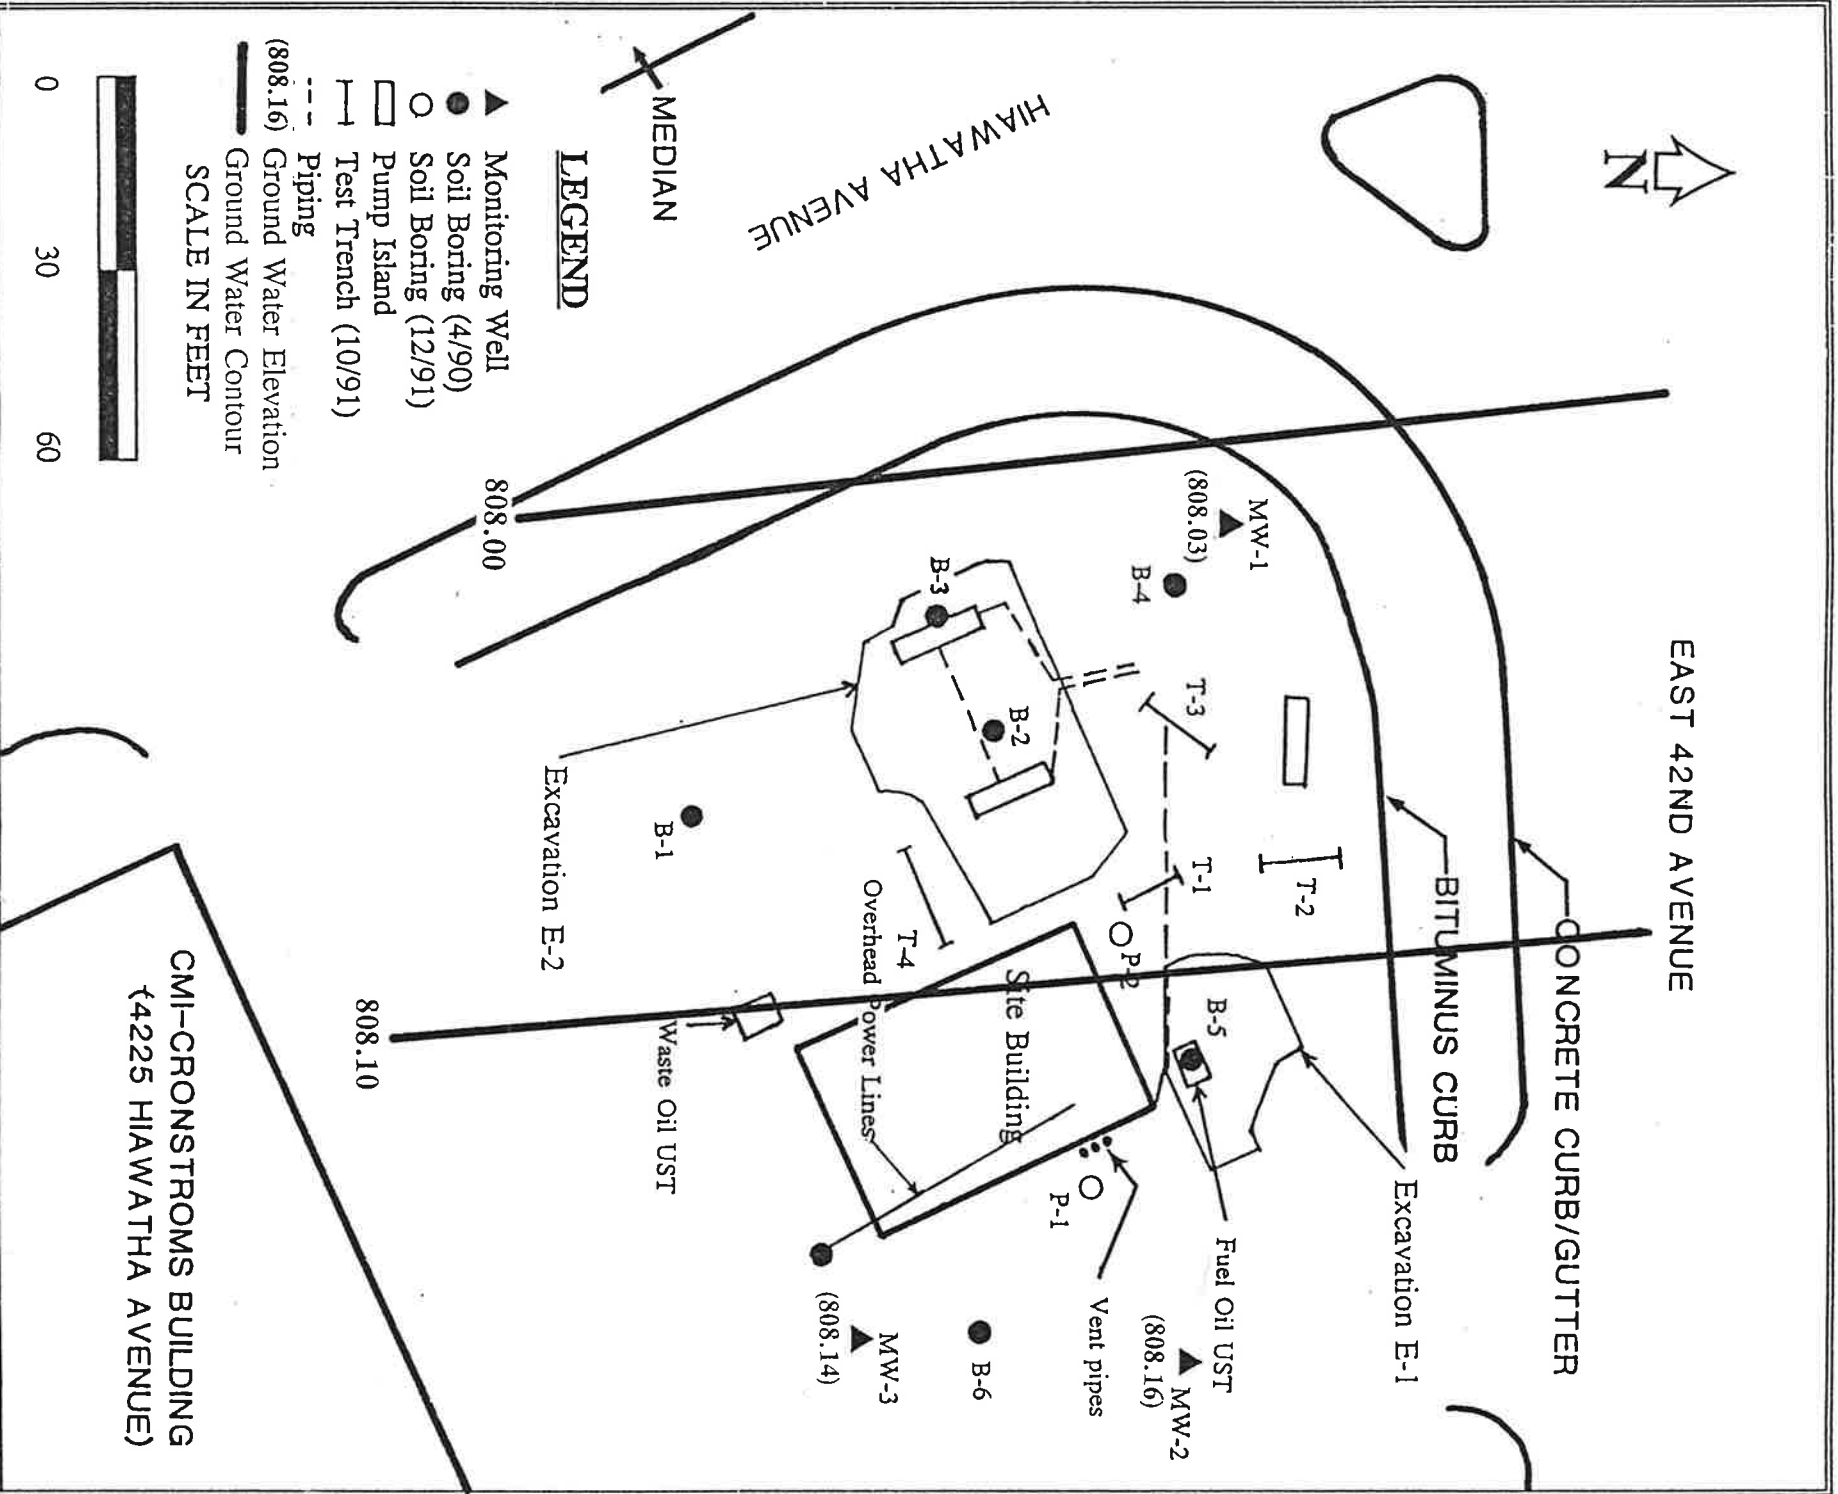 N
EAST 42ND AVENUE
CONCRETE CURB/GUTTER
BITUMINUS CURB
Excavation E-1
HIAWATHA AVENUE
MEDIAN
MW-1
(808.03)
B-4
T-3
T-2
T-1
P-2
B-5
Fuel Oil UST
MW-2
(808.16)
Vent pipes
P-1
B-3
B-2
Site Building
B-6
T-4
Overhead Power Lines
MW-3
(808.14)
B-1
Waste Oil UST
Excavation E-2
808.00
808.10
LEGEND
Monitoring Well
Soil Boring (4/90)
Soil Boring (12/91)
Pump Island
Test Trench (10/91)
Piping
(808.16) Ground Water Elevation
Ground Water Contour
SCALE IN FEET
0 30 60
CMI-CRONSTROMS BUILDING
(4225 HIAWATHA AVENUE)